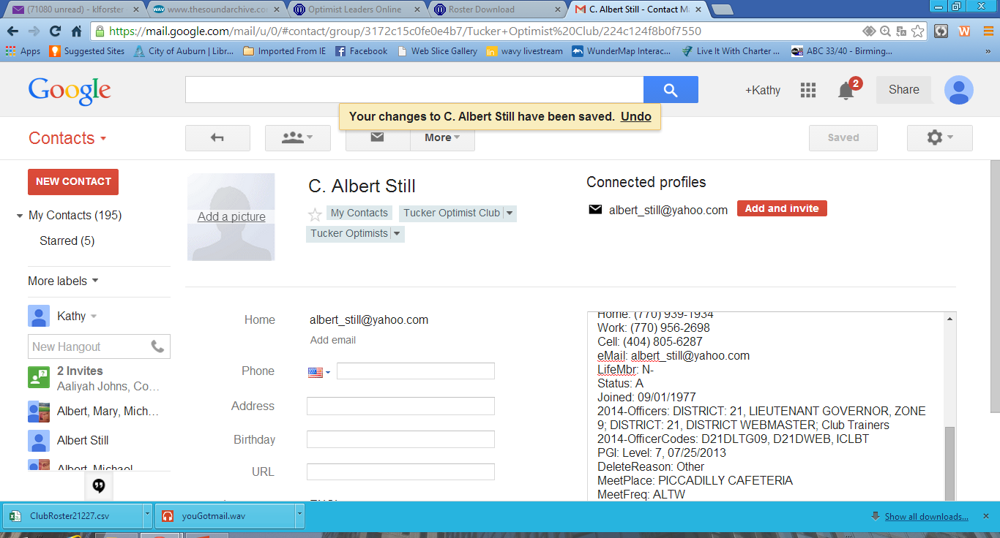 (71080 unread) - klforster
WAV www.thesoundarchive.co
Optimist Leaders Online
Roster Download
C. Albert Still - Contact Ma
https://mail.google.com/mail/u/0/#contact/group/3172c15c0fe0e4b7/Tucker+Optimist%20Club/224c124f8b0f7550
Apps Suggested Sites City of Auburn | Libr... Imported From IE Facebook Web Slice Gallery wavy livestream WunderMap Interac... Live It With Charter ... ABC 33/40 - Birming... »
Google
+Kathy
2
Share
Your changes to C. Albert Still have been saved. Undo
Contacts
More
Saved
NEW CONTACT
My Contacts (195)
Starred (5)
More labels
Kathy
New Hangout
2 Invites
Aaliyah Johns, Co...
Albert, Mary, Mich...
Albert Still
Albert, Michael
Add a picture
C. Albert Still
My Contacts
Tucker Optimist Club
Tucker Optimists
Connected profiles
albert_still@yahoo.com Add and invite
Home albert_still@yahoo.com
Add email
Phone
Address
Birthday
URL
Home: (770) 939-1934
Work: (770) 956-2698
Cell: (404) 805-6287
eMail: albert_still@yahoo.com
LifeMbr: N-
Status: A
Joined: 09/01/1977
2014-Officers: DISTRICT: 21, LIEUTENANT GOVERNOR, ZONE
9; DISTRICT: 21, DISTRICT WEBMASTER; Club Trainers
2014-OfficerCodes: D21DLTG09, D21DWEB, ICLBT
PGI: Level: 7, 07/25/2013
DeleteReason: Other
MeetPlace: PICCADILLY CAFETERIA
MeetFreq: ALTW
ClubRoster21227.csv
youGotmail.wav
Show all downloads...